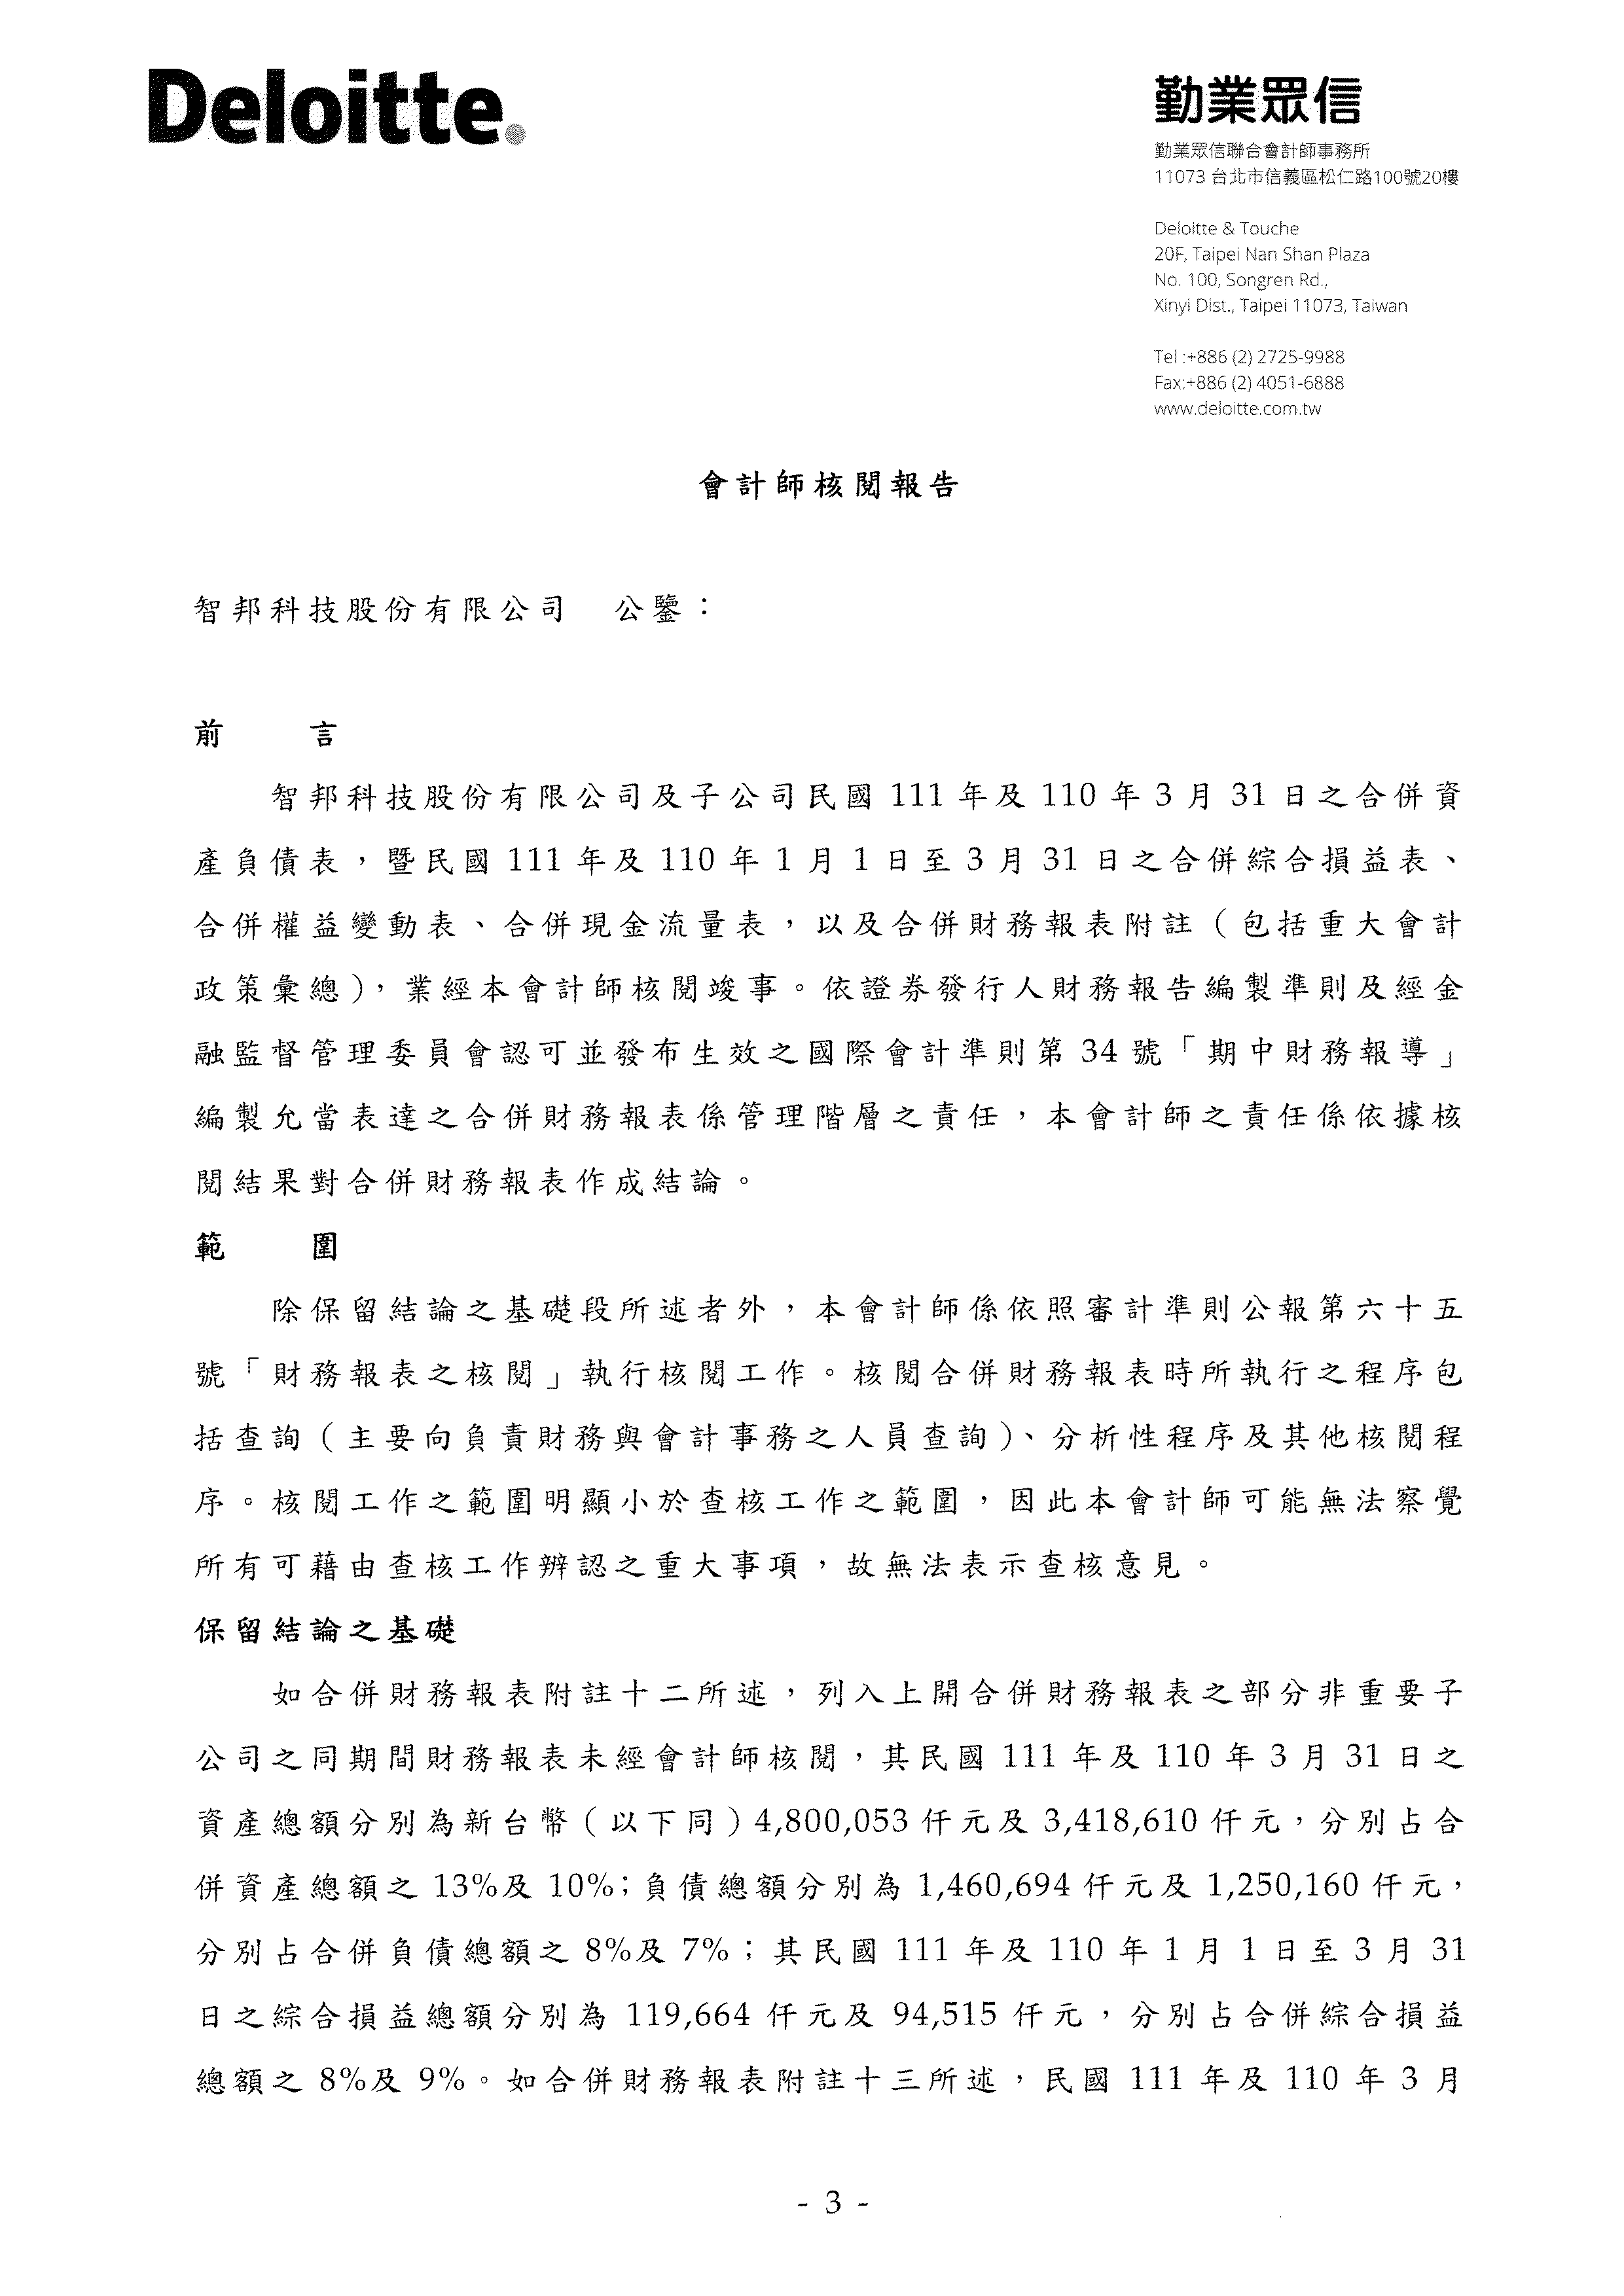 Deloitte.
勤業眾信
勤業眾信聯合會計師事務所
11073 台北市信義區松仁路100號20樓
Deloitte & Touche
20F, Taipei Nan Shan Plaza
No. 100, Songren Rd.,
Xinyi Dist., Taipei 11073, Taiwan
Tel :+886 (2) 2725-9988
Fax:+886 (2) 4051-6888
www.deloitte.com.tw
會計師核閱報告
智邦科技股份有限公司　公鑒：
前　　言
智邦科技股份有限公司及子公司民國 111 年及 110 年 3 月 31 日之合併資
產負債表，暨民國 111 年及 110 年 1 月 1 日至 3 月 31 日之合併綜合損益表、
合併權益變動表、合併現金流量表，以及合併財務報表附註（包括重大會計
政策彙總），業經本會計師核閱竣事。依證券發行人財務報告編製準則及經金
融監督管理委員會認可並發布生效之國際會計準則第 34 號「期中財務報導」
編製允當表達之合併財務報表係管理階層之責任，本會計師之責任係依據核
閱結果對合併財務報表作成結論。
範　　圍
除保留結論之基礎段所述者外，本會計師係依照審計準則公報第六十五
號「財務報表之核閱」執行核閱工作。核閱合併財務報表時所執行之程序包
括查詢（主要向負責財務與會計事務之人員查詢）、分析性程序及其他核閱程
序。核閱工作之範圍明顯小於查核工作之範圍，因此本會計師可能無法察覺
所有可藉由查核工作辨認之重大事項，故無法表示查核意見。
保留結論之基礎
如合併財務報表附註十二所述，列入上開合併財務報表之部分非重要子
公司之同期間財務報表未經會計師核閱，其民國 111 年及 110 年 3 月 31 日之
資產總額分別為新台幣（以下同）4,800,053 仟元及 3,418,610 仟元，分別占合
併資產總額之 13%及 10%；負債總額分別為 1,460,694 仟元及 1,250,160 仟元，
分別占合併負債總額之 8%及 7%；其民國 111 年及 110 年 1 月 1 日至 3 月 31
日之綜合損益總額分別為 119,664 仟元及 94,515 仟元，分別占合併綜合損益
總額之 8%及 9%。如合併財務報表附註十三所述，民國 111 年及 110 年 3 月
- 3 -